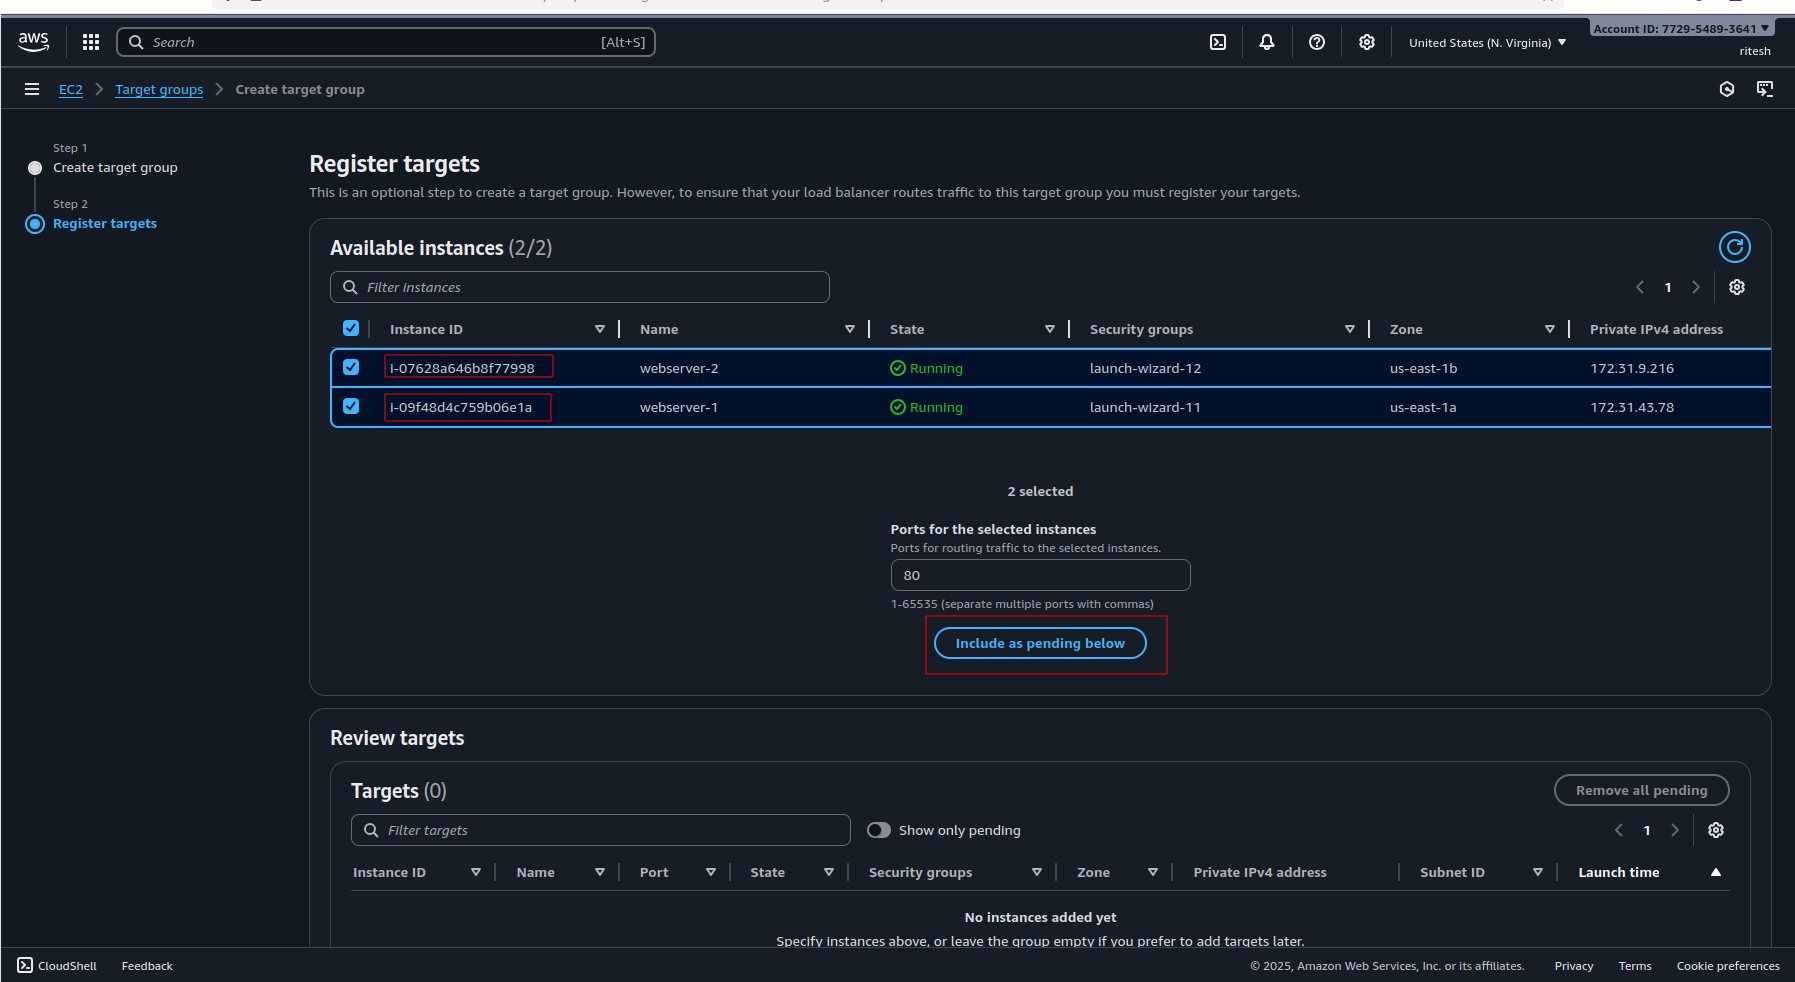 aws
Search [Alt+S]
United States (N. Virginia)
Account ID: 7729-5489-3641
ritesh
EC2 Target groups Create target group
Step 1
Create target group
Step 2
Register targets
Register targets
This is an optional step to create a target group. However, to ensure that your load balancer routes traffic to this target group you must register your targets.
Available instances (2/2)
Filter instances
1
Instance ID Name State Security groups Zone Private IPv4 address
i-07628a646b8f77998 webserver-2 Running launch-wizard-12 us-east-1b 172.31.9.216
i-09f48d4c759b06e1a webserver-1 Running launch-wizard-11 us-east-1a 172.31.43.78
2 selected
Ports for the selected instances
Ports for routing traffic to the selected instances.
80
1-65535 (separate multiple ports with commas)
Include as pending below
Review targets
Targets (0)
Remove all pending
Filter targets
Show only pending
1
Instance ID Name Port State Security groups Zone Private IPv4 address Subnet ID Launch time
No instances added yet
Specify instances above, or leave the group empty if you prefer to add targets later.
CloudShell Feedback © 2025, Amazon Web Services, Inc. or its affiliates. Privacy Terms Cookie preferences